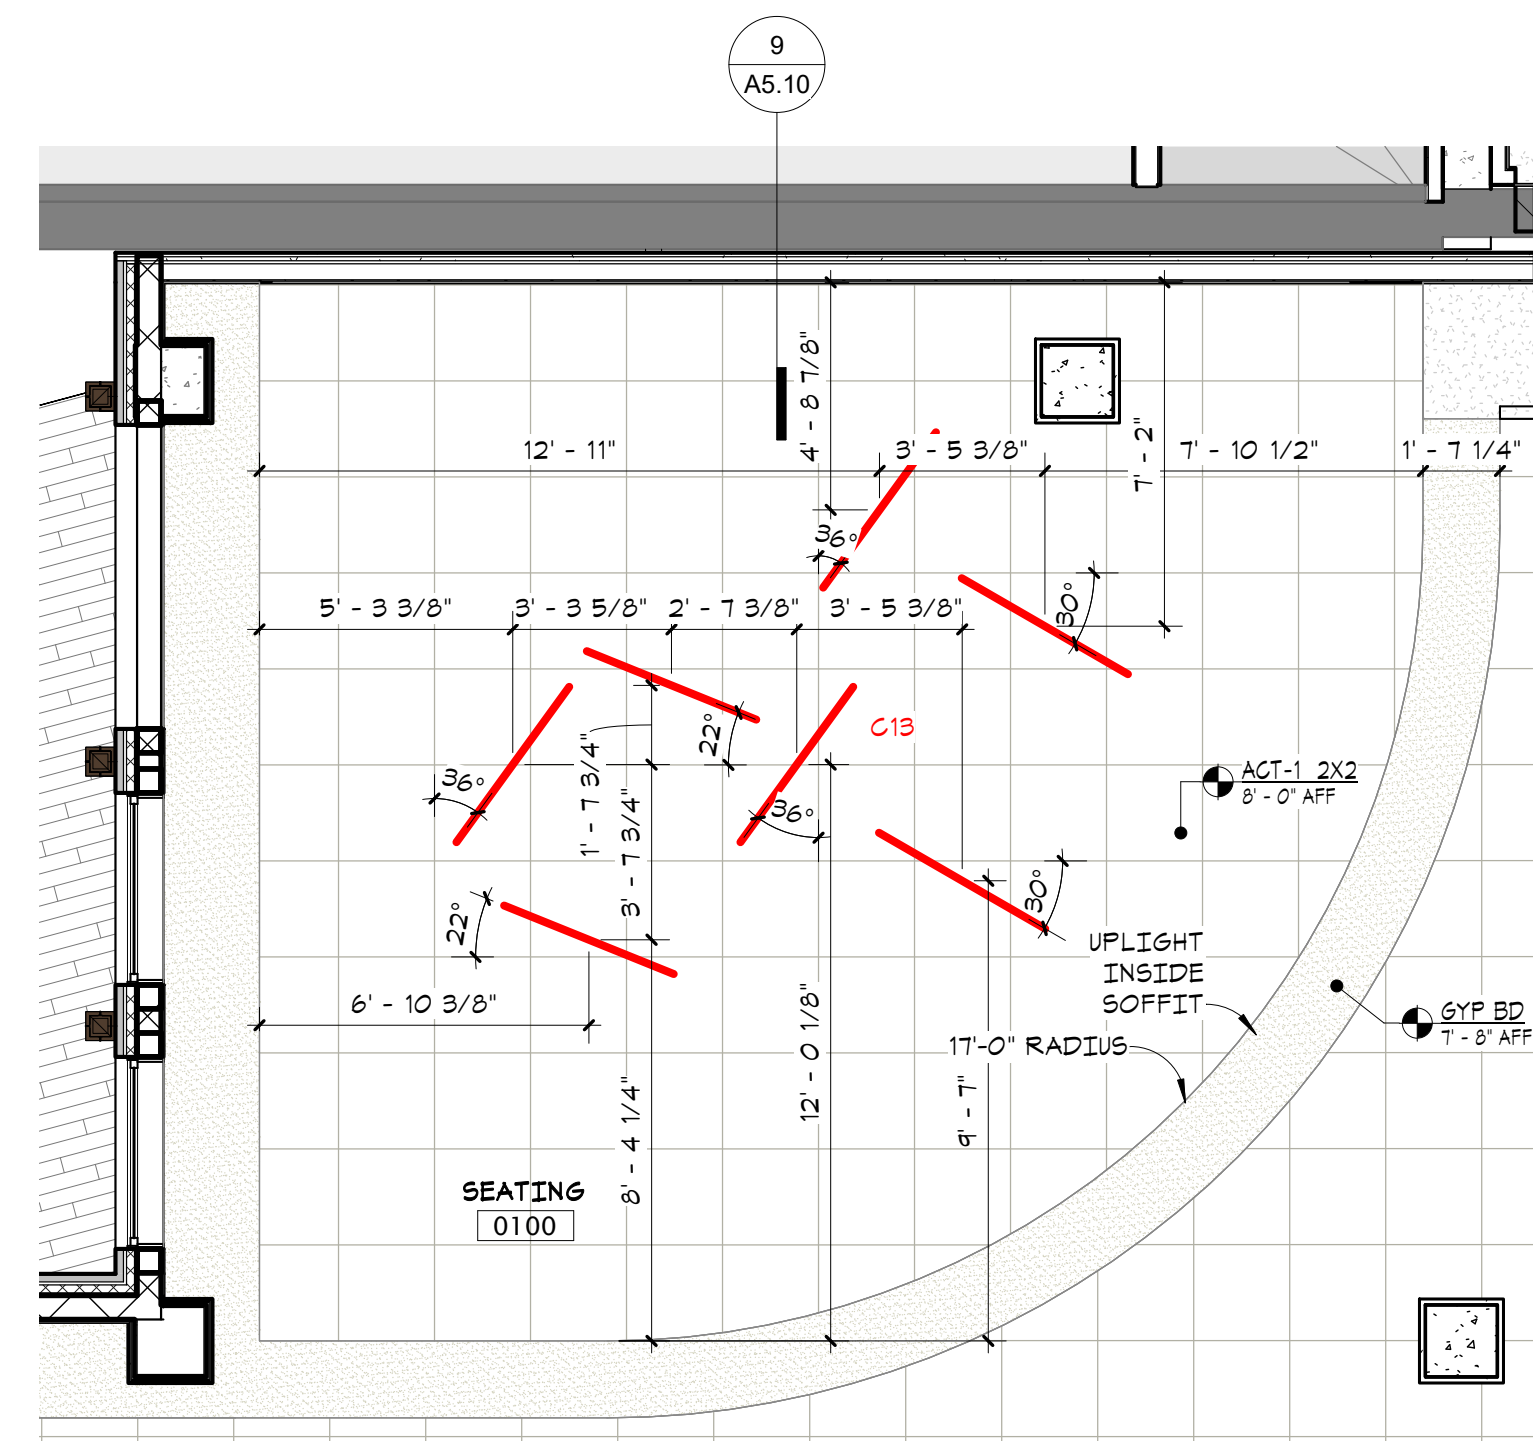 9
A5.10
4' - 8 7/8"
12' - 11"
3' - 5 3/8"
7' - 2"
7' - 10 1/2"
1' - 7 1/4"
36°
30°
5' - 3 3/8"
3' - 3 5/8"
2' - 7 3/8"
3' - 5 3/8"
C13
22°
36°
1' - 7 3/4"
3' - 7 3/4"
36°
ACT-1 2X2
8' - 0" AFF
22°
30°
UPLIGHT
INSIDE
SOFFIT
6' - 10 3/8"
12' - 0 1/8"
GYP BD
7' - 8" AFF
17'-0" RADIUS
9' - 7"
8' - 4 1/4"
SEATING
0100